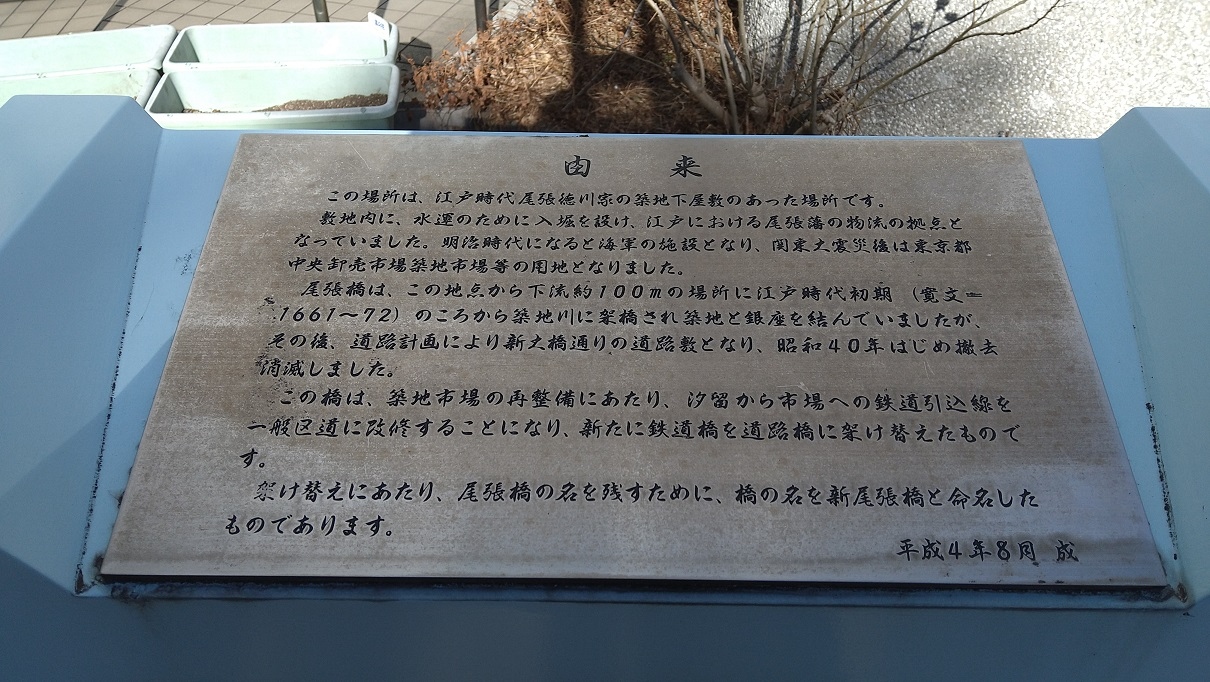 由来
この場所は、江戸時代尾張徳川家の築地下屋敷のあった場所です。
敷地内に、水運のために入堀を設け、江戸における尾張藩の物流の拠点と
なっていました。明治時代になると海軍の施設となり、関東大震災後は東京都
中央卸売市場築地市場等の用地となりました。
尾張橋は、この地点から下流約100mの場所に江戸時代初期（寛文－
1661～72）のころから築地川に架橋され築地と銀座を結んでいましたが、
その後、道路計画により新大橋通りの道路敷となり、昭和40年はじめ撤去
消滅しました。
この橋は、築地市場の再整備にあたり、汐留から市場への鉄道引込線を
一般区道に改修することになり、新たに鉄道橋を道路橋に架け替えたもので
す。
架け替えにあたり、尾張橋の名を残すために、橋の名を新尾張橋と命名した
ものであります。
平成4年8月 成